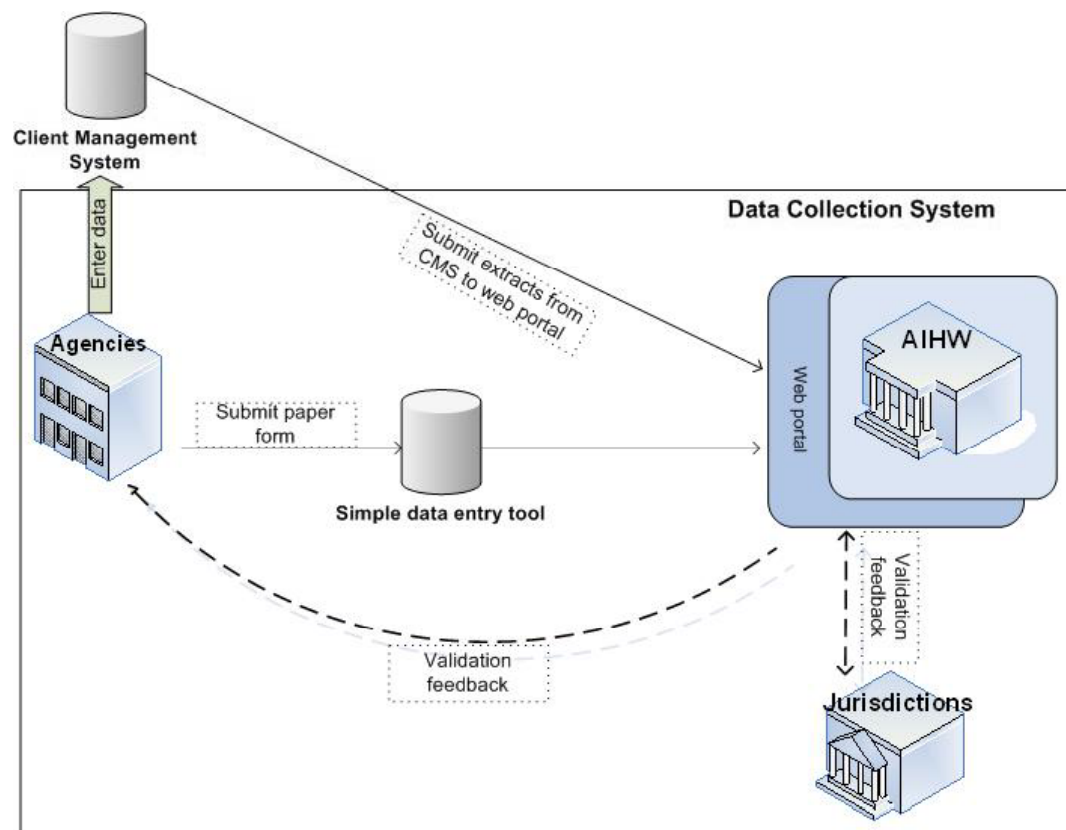 Client Management
System
Data Collection System
Enter data
Submit extracts from
CMS to web portal
Agencies
AIHW
Web portal
Submit paper
form
Simple data entry tool
Validation
feedback
Validation
feedback
Jurisdictions